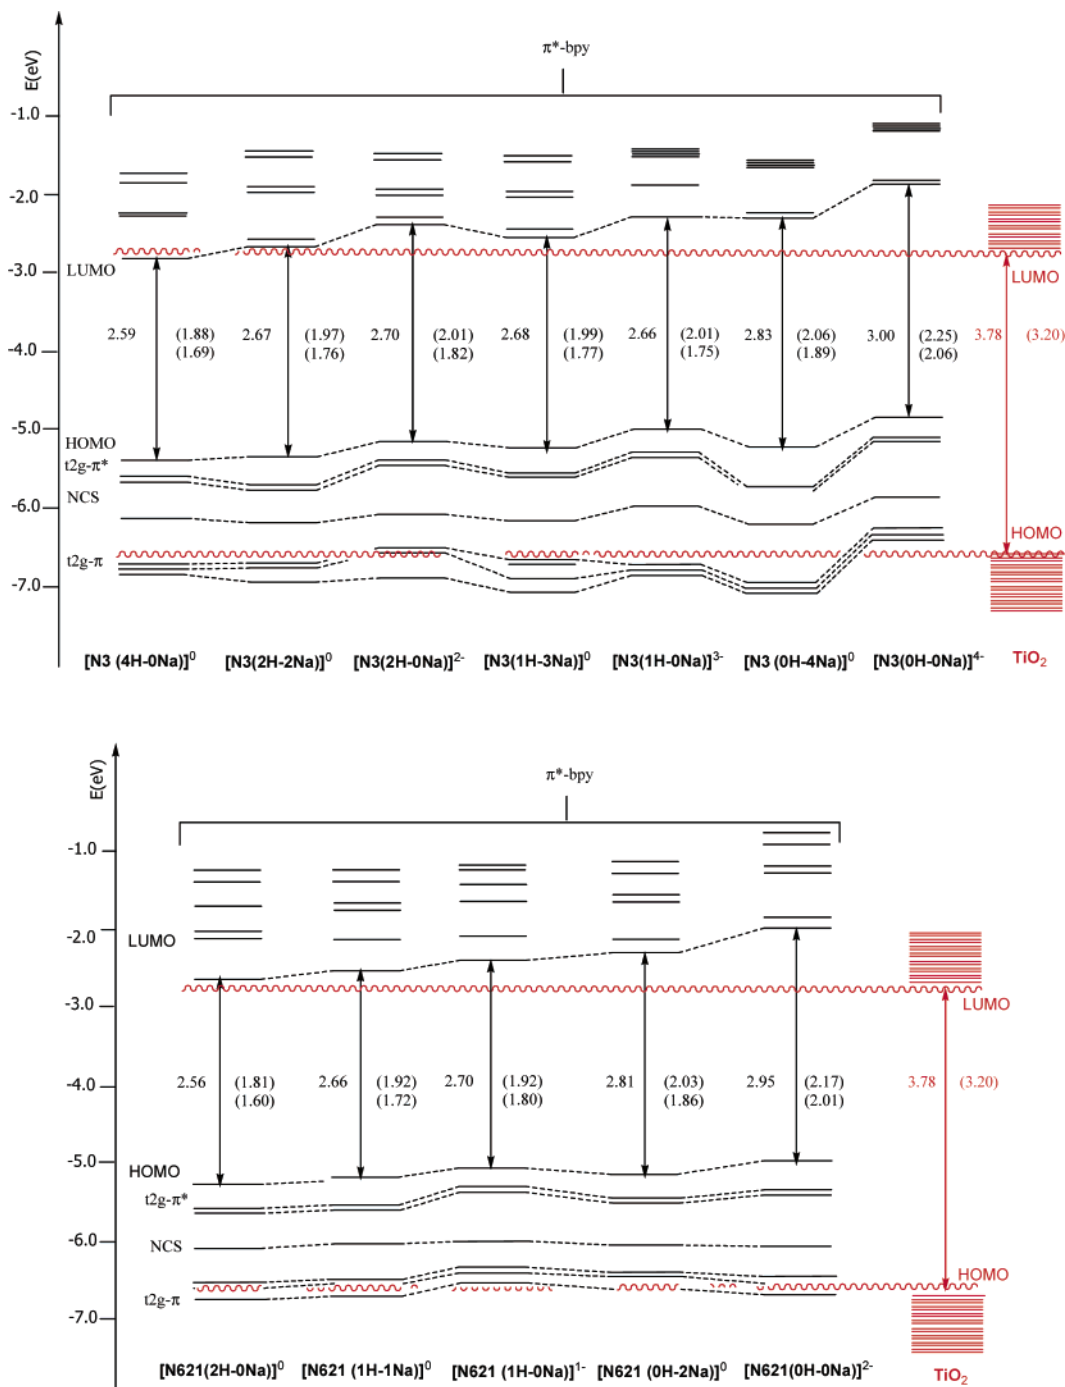 π*-bpy
E(eV)
-1.0
-2.0
-3.0
-4.0
-5.0
-6.0
-7.0
LUMO
LUMO
2.59 (1.88) 2.67 (1.97) 2.70 (2.01) 2.68 (1.99) 2.66 (2.01) 2.83 (2.06) 3.00 (2.25) 3.78 (3.20)
(1.69) (1.76) (1.82) (1.77) (1.75) (1.89) (2.06)
HOMO
t2g-π*
NCS
HOMO
t2g-π
[N3 (4H-0Na)]⁰ [N3(2H-2Na)]⁰ [N3(2H-0Na)]²⁻ [N3(1H-3Na)]⁰ [N3(1H-0Na)]³⁻ [N3 (0H-4Na)]⁰ [N3(0H-0Na)]⁴⁻ TiO₂
π*-bpy
E(eV)
-1.0
-2.0
-3.0
-4.0
-5.0
-6.0
-7.0
LUMO
LUMO
2.56 (1.81) 2.66 (1.92) 2.70 (1.92) 2.81 (2.03) 2.95 (2.17) 3.78 (3.20)
(1.60) (1.72) (1.80) (1.86) (2.01)
HOMO
t2g-π*
NCS
HOMO
t2g-π
[N621(2H-0Na)]⁰ [N621 (1H-1Na)]⁰ [N621 (1H-0Na)]¹⁻ [N621 (0H-2Na)]⁰ [N621(0H-0Na)]²⁻ TiO₂